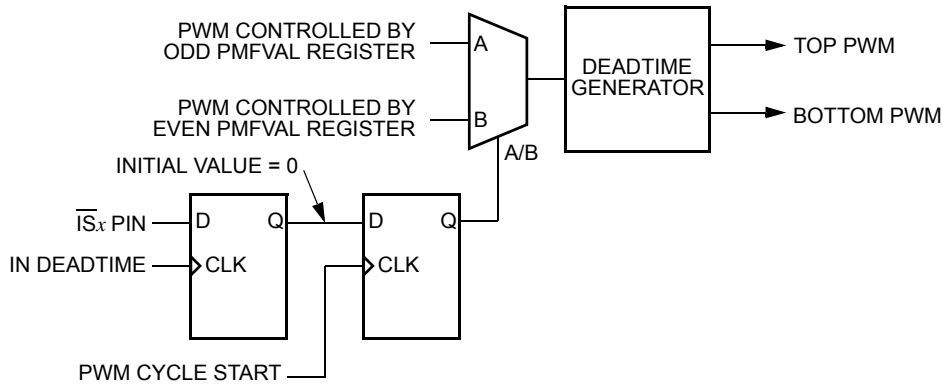 PWM CONTROLLED BY
ODD PMFVAL REGISTER
A
DEADTIME
GENERATOR
TOP PWM
PWM CONTROLLED BY
EVEN PMFVAL REGISTER
B
BOTTOM PWM
A/B
INITIAL VALUE = 0
I̅S̅x PIN
D
Q
D
Q
IN DEADTIME
CLK
CLK
PWM CYCLE START